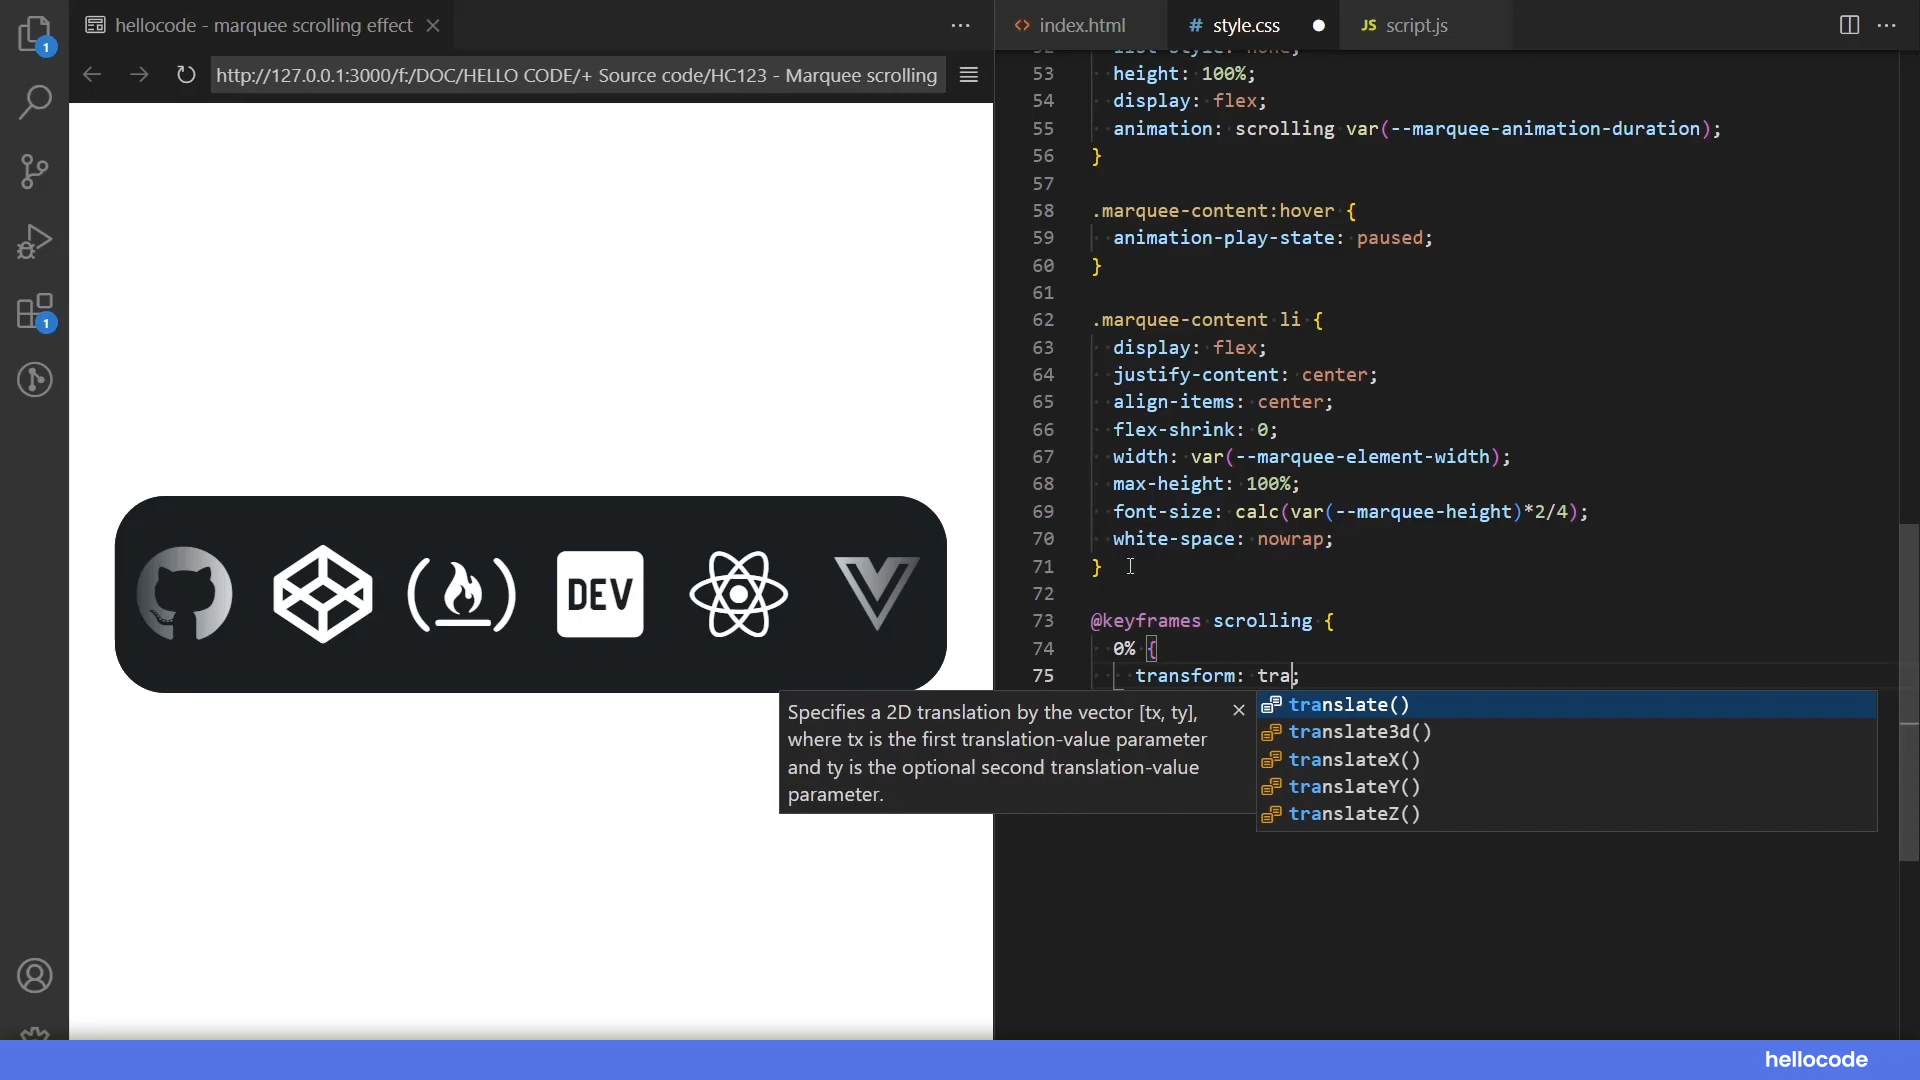 hellocode - marquee scrolling effect
index.html
# style.css
JS script.js
1
http://127.0.0.1:3000/f:/DOC/HELLO CODE/+ Source code/HC123 - Marquee scrolling
53 height: 100%;
54 display: flex;
55 animation: scrolling var(--marquee-animation-duration);
56 }
57
58 .marquee-content:hover {
59 animation-play-state: paused;
60 }
61
62 .marquee-content li {
63 display: flex;
64 justify-content: center;
65 align-items: center;
66 flex-shrink: 0;
67 width: var(--marquee-element-width);
68 max-height: 100%;
69 font-size: calc(var(--marquee-height)*2/4);
70 white-space: nowrap;
71 }
72
73 @keyframes scrolling {
74 0% {
75 transform: tra;
1
DEV
Specifies a 2D translation by the vector [tx, ty],
where tx is the first translation-value parameter
and ty is the optional second translation-value
parameter.
translate()
translate3d()
translateX()
translateY()
translateZ()
hellocode